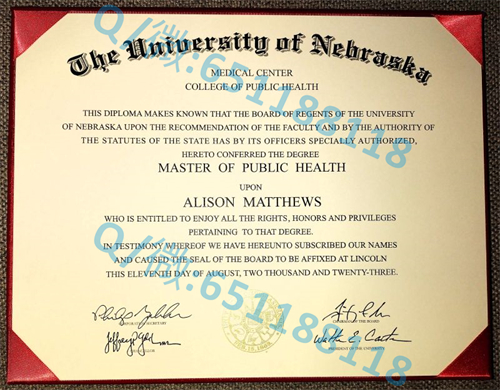 The University of Nebraska
MEDICAL CENTER
COLLEGE OF PUBLIC HEALTH
THIS DIPLOMA MAKES KNOWN THAT THE BOARD OF REGENTS OF THE UNIVERSITY
OF NEBRASKA UPON THE RECOMMENDATION OF THE FACULTY AND BY THE AUTHORITY OF
THE STATUTES OF THE STATE HAS BY ITS OFFICERS SPECIALLY AUTHORIZED,
HERETO CONFERRED THE DEGREE
MASTER OF PUBLIC HEALTH
UPON
ALISON MATTHEWS
WHO IS ENTITLED TO ENJOY ALL THE RIGHTS, HONORS AND PRIVILEGES
PERTAINING TO THAT DEGREE.
IN TESTIMONY WHEREOF WE HAVE HEREUNTO SUBSCRIBED OUR NAMES
AND CAUSED THE SEAL OF THE BOARD TO BE AFFIXED AT LINCOLN
THIS ELEVENTH DAY OF AUGUST, TWO THOUSAND AND TWENTY-THREE.
Q/微:651188118
Q/微:651188118